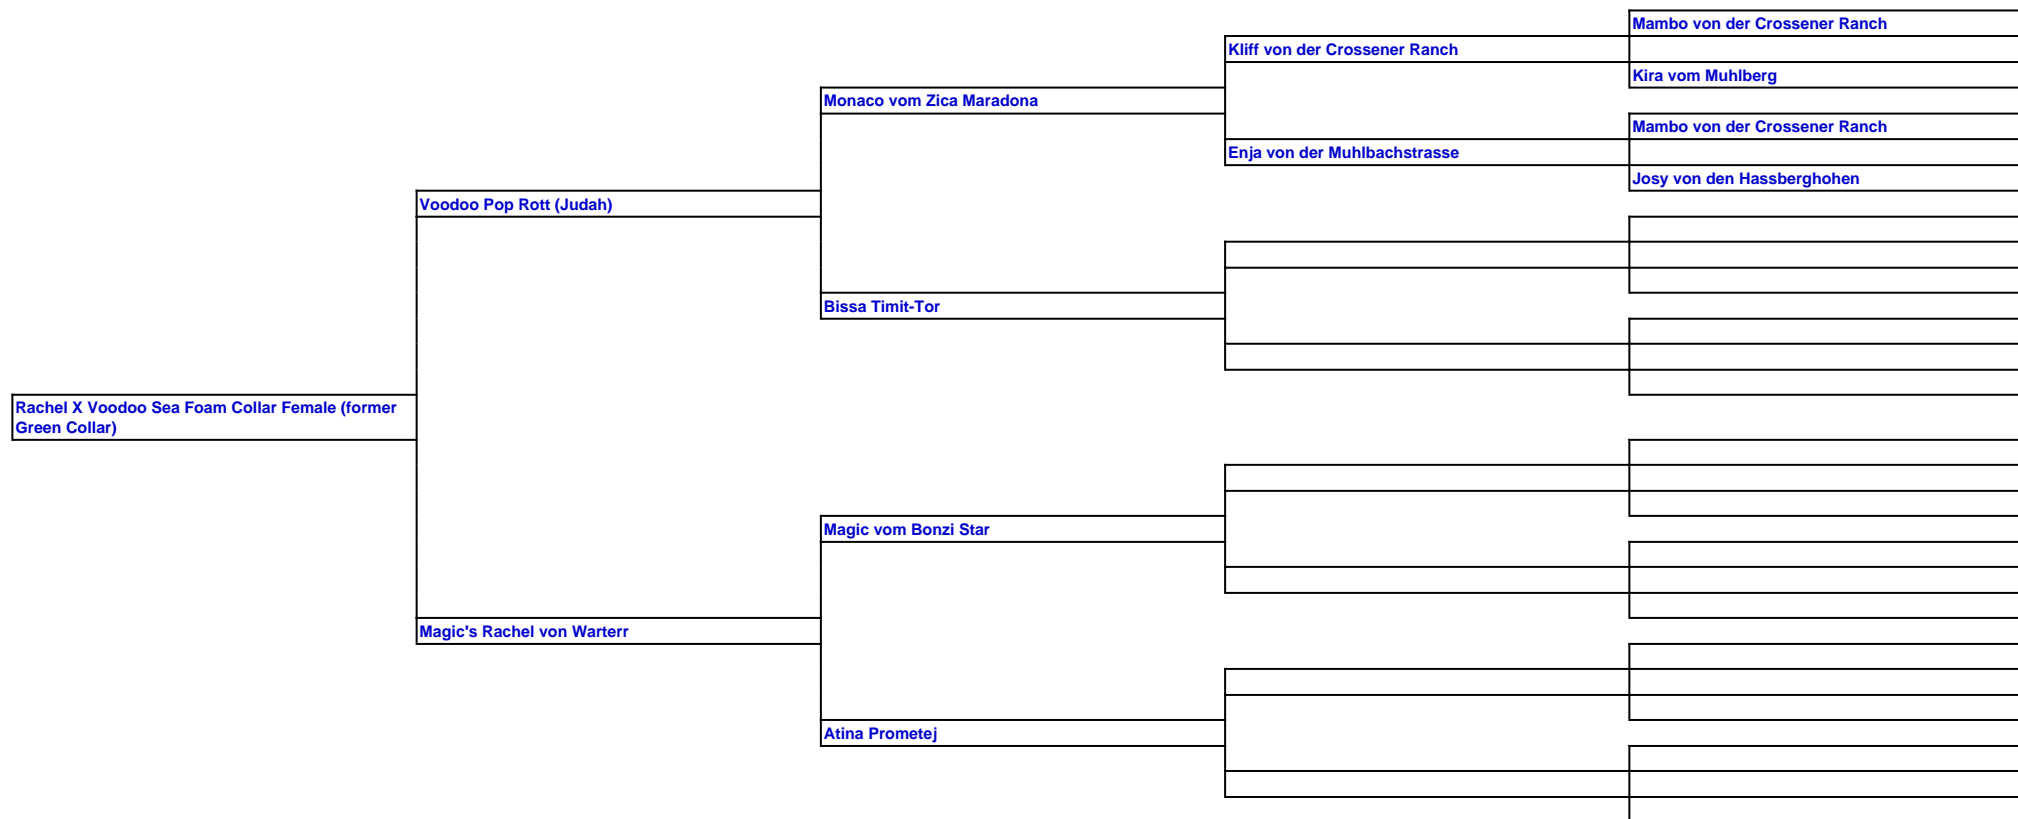 Mambo von der Crossener Ranch
Kliff von der Crossener Ranch
Kira vom Muhlberg
Monaco vom Zica Maradona
Mambo von der Crossener Ranch
Enja von der Muhlbachstrasse
Josy von den Hassberghohen
Voodoo Pop Rott (Judah)
Bissa Timit-Tor
Rachel X Voodoo Sea Foam Collar Female (former
Green Collar)
Magic vom Bonzi Star
Magic's Rachel von Warterr
Atina Prometej